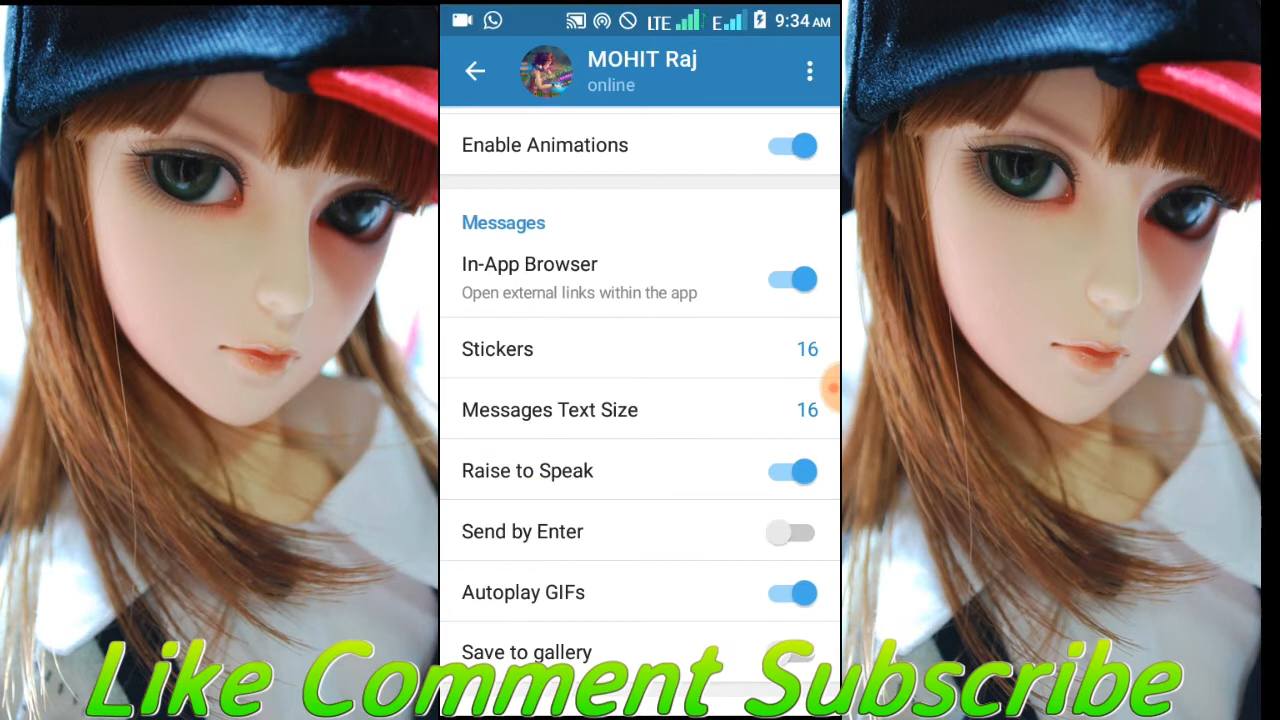 LTE E 9:34 AM
MOHIT Raj
online
Enable Animations
Messages
In-App Browser
Open external links within the app
Stickers 16
Messages Text Size 16
Raise to Speak
Send by Enter
Autoplay GIFs
Save to gallery
Like Comment Subscribe